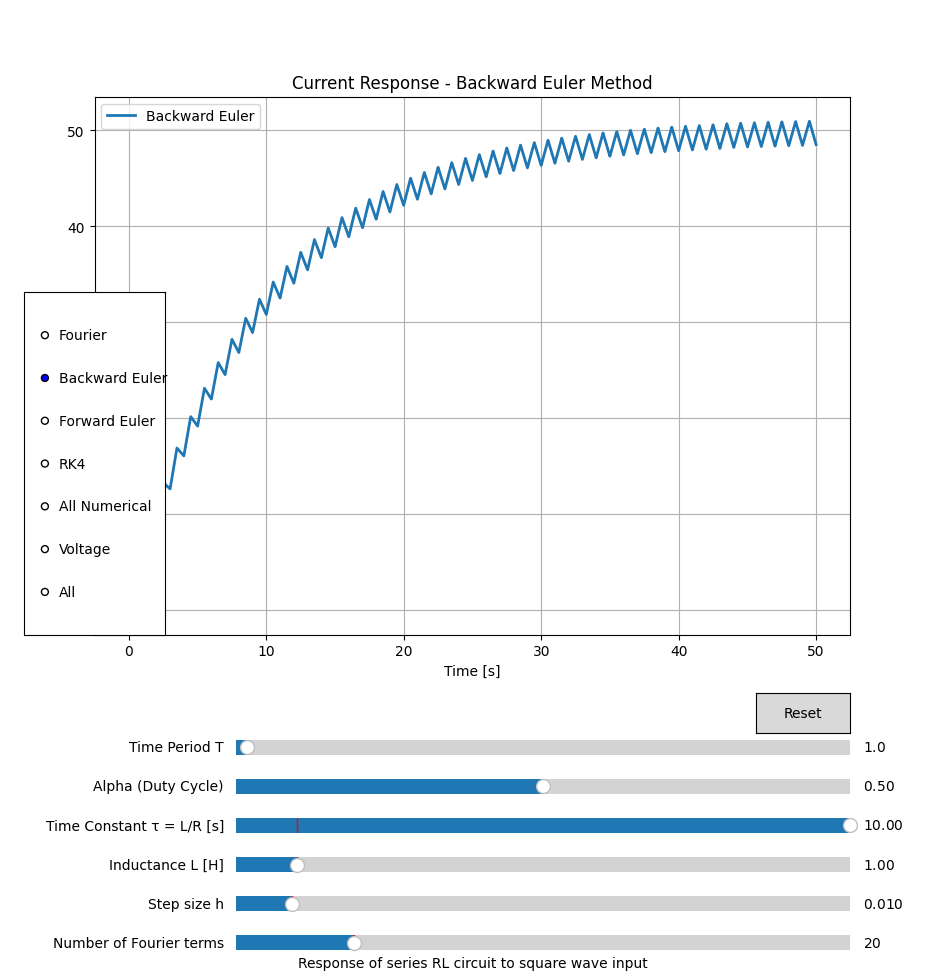 Current Response - Backward Euler Method
Backward Euler
50
40
Fourier
Backward Euler
Forward Euler
RK4
All Numerical
Voltage
All
0 10 20 30 40 50
Time [s]
Reset
Time Period T 1.0
Alpha (Duty Cycle) 0.50
Time Constant τ = L/R [s] 10.00
Inductance L [H] 1.00
Step size h 0.010
Number of Fourier terms 20
Response of series RL circuit to square wave input